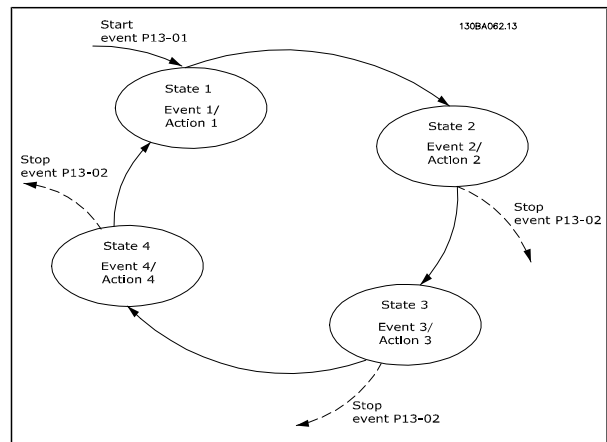 Start
event P13-01
130BA062.13
State 1
Event 1/
Action 1
State 2
Event 2/
Action 2
Stop
event P13-02
Stop
event P13-02
State 4
Event 4/
Action 4
State 3
Event 3/
Action 3
Stop
event P13-02